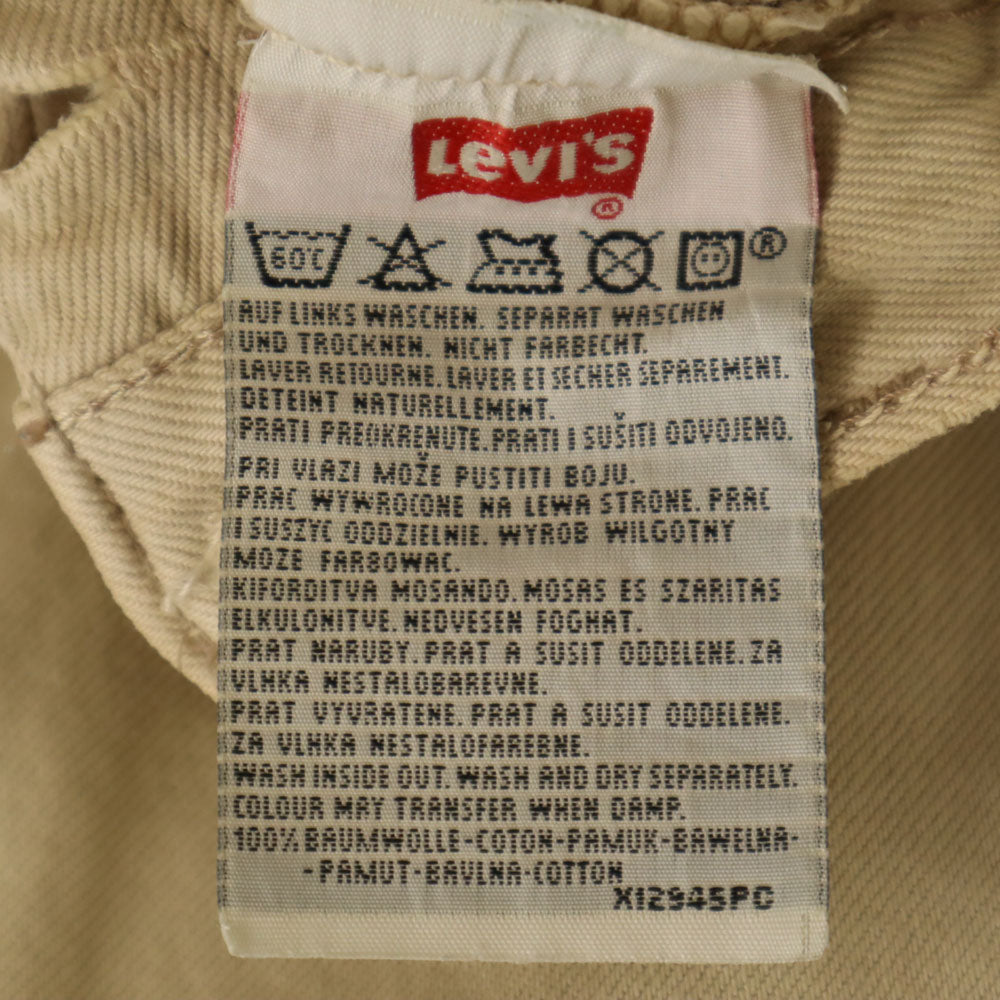 Levi's
®
60°C
®
AUF LINKS WASCHEN. SEPARAT WASCHEN
UND TROCKNEN. NICHT FARBECHT.
LAVER RETOURNE. LAVER ET SECHER SÉPAREMENT.
DETEINT NATURELLEMENT.
PRATI PREOKRENUTE. PRATI I SUŠITI ODVOJENO.
PRI VLAZI MOŽE PUSTITI BOJU.
PRAC WYWROCONE NA LEWA STRONE. PRAC
I SUSZYC ODDZIELNIE. WYROB WILGOTNY
MOZE FARBOWAC.
KIFORDITVA MOSANDO. MOSAS ES SZARITAS
ELKULONITVE. NEDVESEN FOGHAT.
PRAT NARUBY. PRAT A SUSIT ODDELENE. ZA
VLHKA NESTALOBAREVNE.
PRAT VYVRATENE. PRAT A SUSIT ODDELENE.
ZA VLHKA NESTALOFAREBNE.
WASH INSIDE OUT. WASH AND DRY SEPARATELY.
COLOUR MAY TRANSFER WHEN DAMP.
100% BAUMWOLLE-COTON-PAMUK-BAWELNA-
-PAMUT-BAVLNA-COTTON
X12945PC